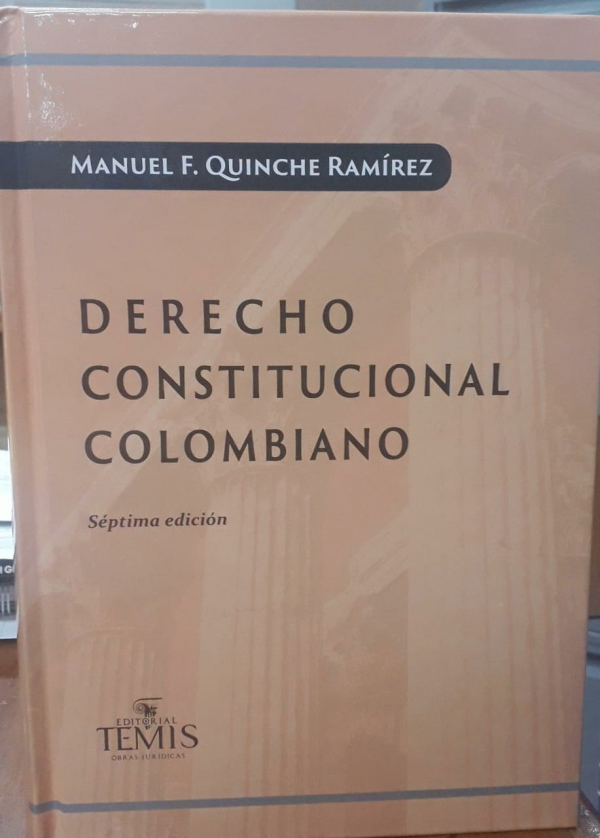 MANUEL F. QUINCHE RAMÍREZ
DERECHO
CONSTITUCIONAL
COLOMBIANO
Séptima edición
EDITORIAL
TEMIS
OBRAS JURÍDICAS